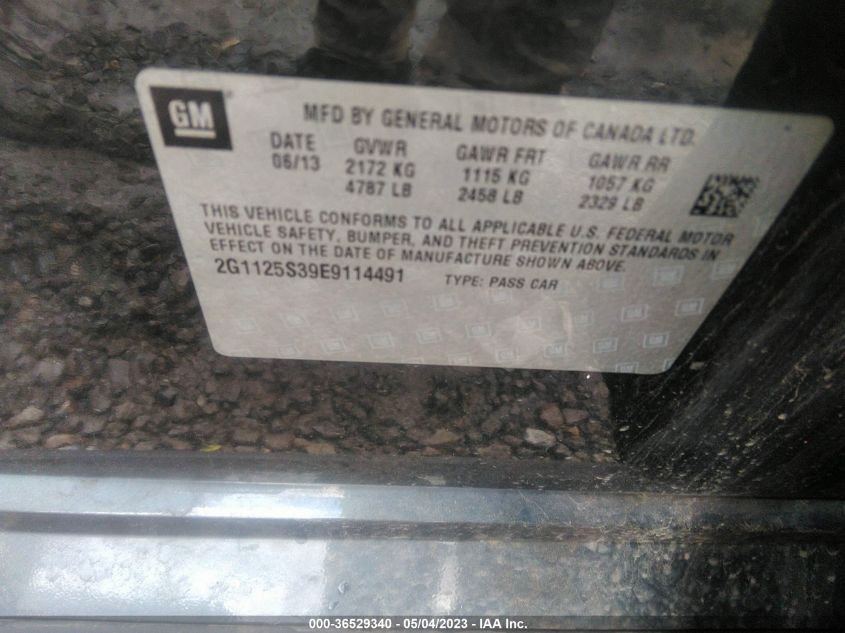 GM
MFD BY GENERAL MOTORS OF CANADA LTD.
DATE GVWR GAWR FRT GAWR RR
06/13 2172 KG 1115 KG 1057 KG
4787 LB 2458 LB 2329 LB
THIS VEHICLE CONFORMS TO ALL APPLICABLE U.S. FEDERAL MOTOR
VEHICLE SAFETY, BUMPER, AND THEFT PREVENTION STANDARDS IN
EFFECT ON THE DATE OF MANUFACTURE SHOWN ABOVE.
2G1125S39E9114491 TYPE: PASS CAR
000-36529340 - 05/04/2023 - IAA Inc.